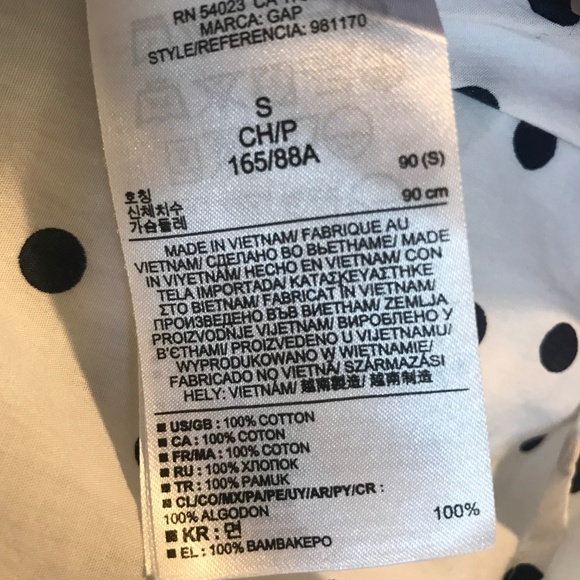 RN 54023 CA
MARCA: GAP
STYLE/REFERENCIA: 981170
S
CH/P
165/88A
호칭 90 (S)
신체치수
가슴둘레 90 cm
MADE IN VIETNAM/ FABRIQUE AU
VIETNAM/ СДЕЛАНО ВО ВЬЕТНАМЕ/ MADE
IN VIYETNAM/ HECHO EN VIETNAM/ CON
TELA IMPORTADA/ ΚΑΤΑΣΚΕΥΑΣΤΗΚΕ
ΣΤΟ ΒΙΕΤΝΑΜ/ FABRICAT ÎN VIETNAM/
ПРОИЗВЕДЕНО ВЪВ ВИЕТНАМ/ ZEMLJA
PROIZVODNJE VIJETNAM/ ВИРОБЛЕНО У
В'ЄТНАМІ/ PROIZVEDENO U VIJETNAMU/
WYPRODUKOWANO W WIETNAMIE/
FABRICADO NO VIETNÃ/ SZÁRMAZÁSI
HELY: VIETNÁM/ 越南製造/ 越南制造
■ US/GB : 100% COTTON
■ CA : 100% COTON
■ FR/MA : 100% COTON
■ RU : 100% ХЛОПОК
■ TR : 100% PAMUK
■ CL/CO/MX/PA/PE/UY/AR/PY/CR :
100% ALGODON
■ KR : 면 100%
■ EL : 100% ΒΑΜΒΑΚΕΡΟ